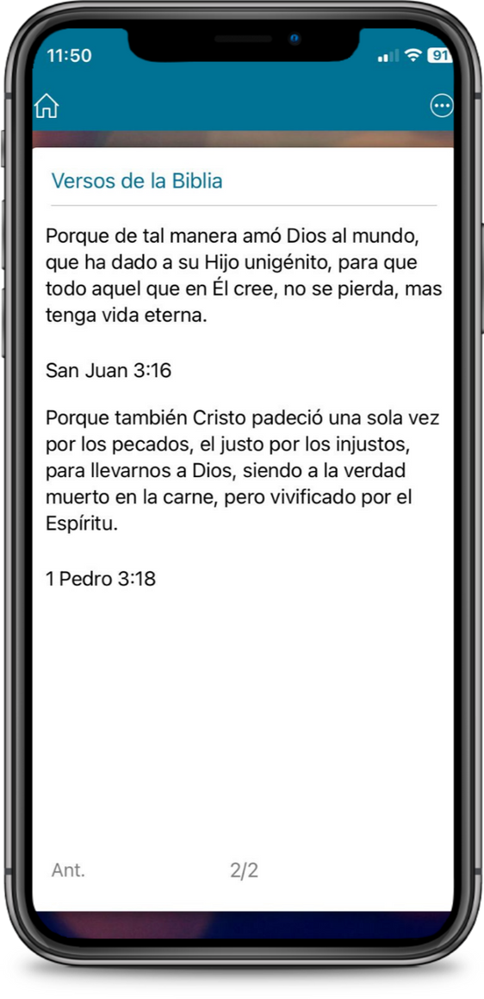 11:50
91
Versos de la Biblia
Porque de tal manera amó Dios al mundo,
que ha dado a su Hijo unigénito, para que
todo aquel que en Él cree, no se pierda, mas
tenga vida eterna.
San Juan 3:16
Porque también Cristo padeció una sola vez
por los pecados, el justo por los injustos,
para llevarnos a Dios, siendo a la verdad
muerto en la carne, pero vivificado por el
Espíritu.
1 Pedro 3:18
Ant. 2/2